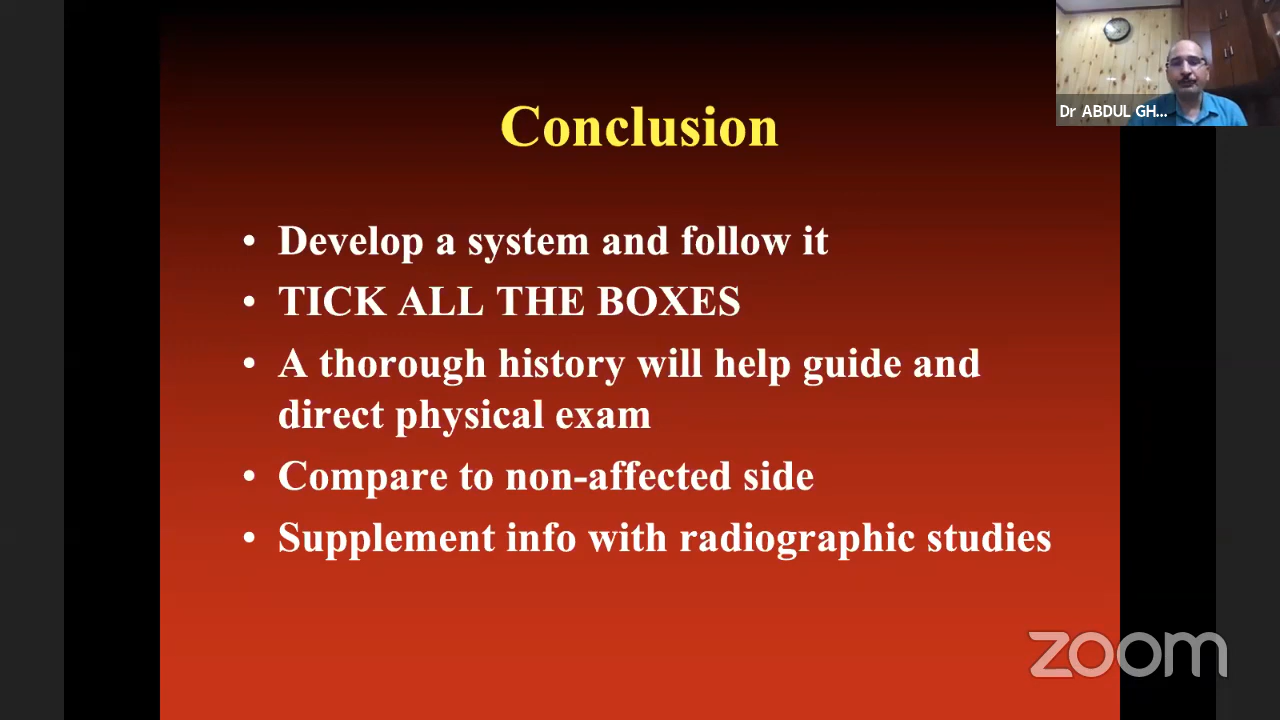 Conclusion
• Develop a system and follow it
• TICK ALL THE BOXES
• A thorough history will help guide and
direct physical exam
• Compare to non-affected side
• Supplement info with radiographic studies
Dr ABDUL GH...
zoom